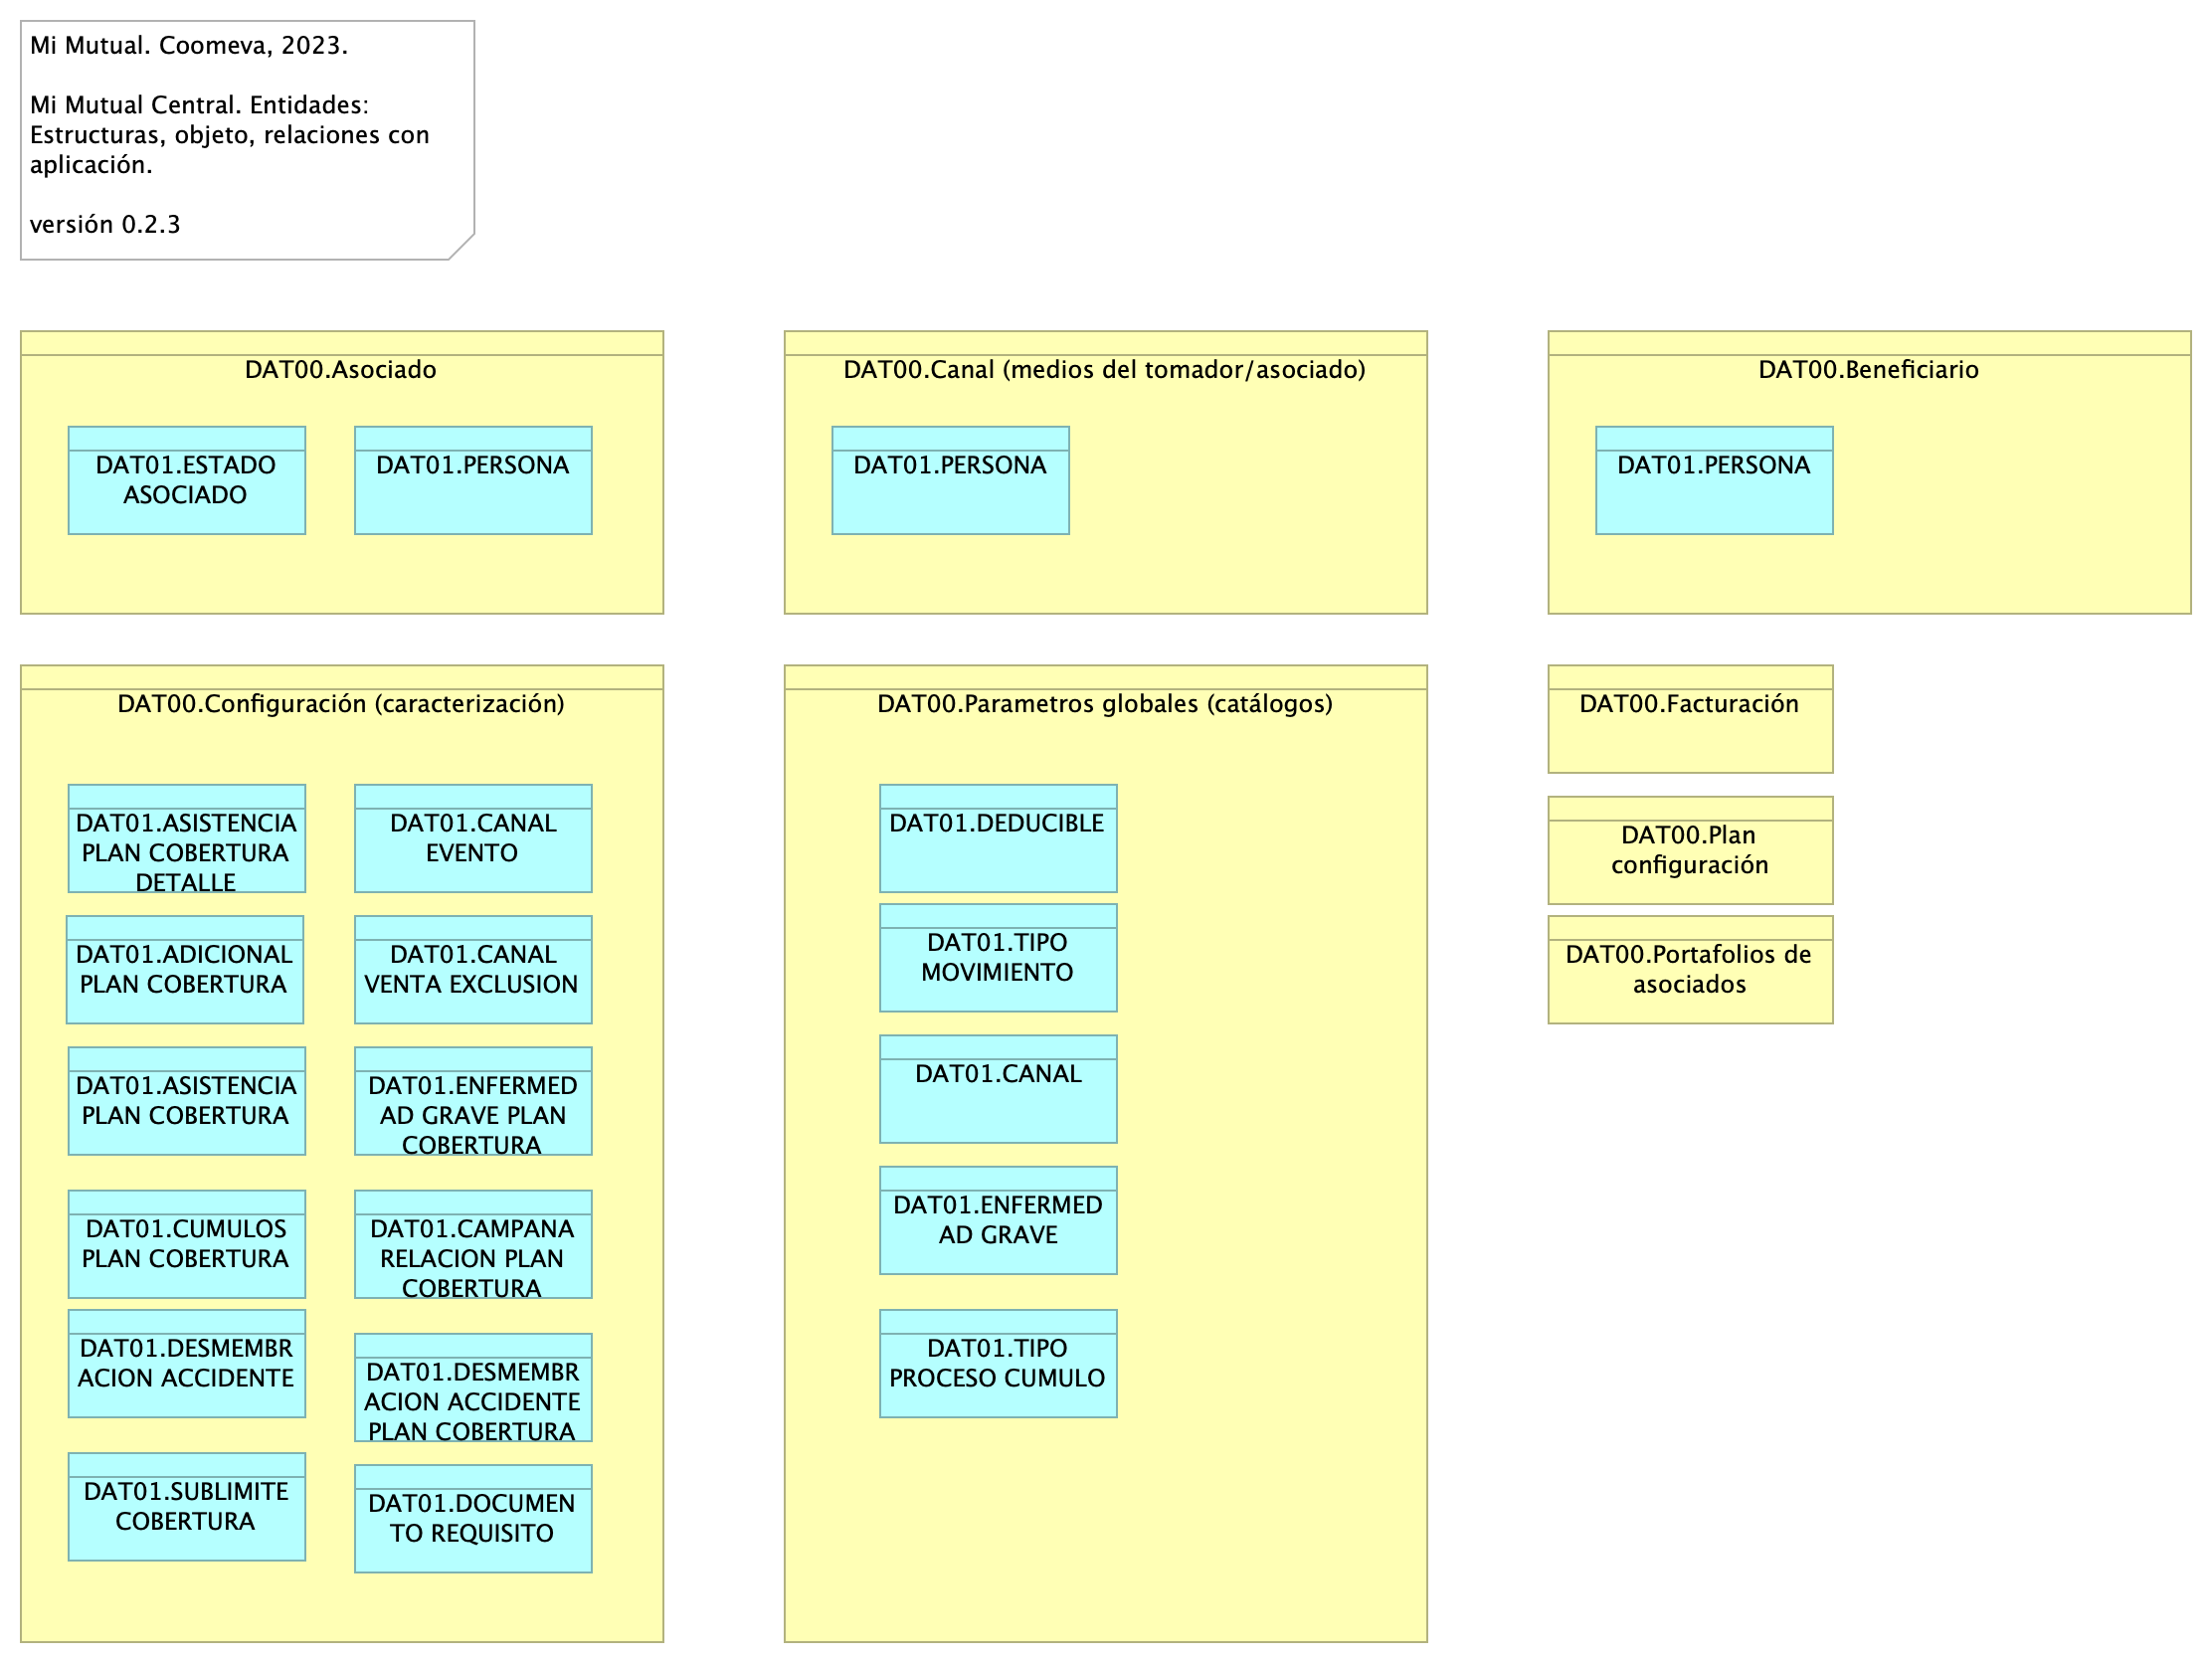 Mi Mutual. Coomeva, 2023.
Mi Mutual Central. Entidades:
Estructuras, objeto, relaciones con
aplicación.
versión 0.2.3
DAT00.Asociado
DAT01.ESTADO
ASOCIADO
DAT01.PERSONA
DAT00.Canal (medios del tomador/asociado)
DAT01.PERSONA
DAT00.Beneficiario
DAT01.PERSONA
DAT00.Configuración (caracterización)
DAT01.ASISTENCIA
PLAN COBERTURA
DETALLE
DAT01.CANAL
EVENTO
DAT01.ADICIONAL
PLAN COBERTURA
DAT01.CANAL
VENTA EXCLUSION
DAT01.ASISTENCIA
PLAN COBERTURA
DAT01.ENFERMED
AD GRAVE PLAN
COBERTURA
DAT01.CUMULOS
PLAN COBERTURA
DAT01.CAMPANA
RELACION PLAN
COBERTURA
DAT01.DESMEMBR
ACION ACCIDENTE
DAT01.DESMEMBR
ACION ACCIDENTE
PLAN COBERTURA
DAT01.SUBLIMITE
COBERTURA
DAT01.DOCUMEN
TO REQUISITO
DAT00.Parametros globales (catálogos)
DAT01.DEDUCIBLE
DAT01.TIPO
MOVIMIENTO
DAT01.CANAL
DAT01.ENFERMED
AD GRAVE
DAT01.TIPO
PROCESO CUMULO
DAT00.Facturación
DAT00.Plan
configuración
DAT00.Portafolios de
asociados